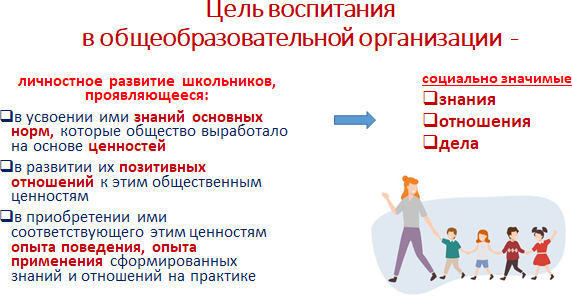 Цель воспитания
в общеобразовательной организации -
личностное развитие школьников,
проявляющееся:
в усвоении ими знаний основных
норм, которые общество выработало
на основе ценностей
в развитии их позитивных
отношений к этим общественным
ценностям
в приобретении ими
соответствующего этим ценностям
опыта поведения, опыта
применения сформированных
знаний и отношений на практике
социально значимые
знания
отношения
дела